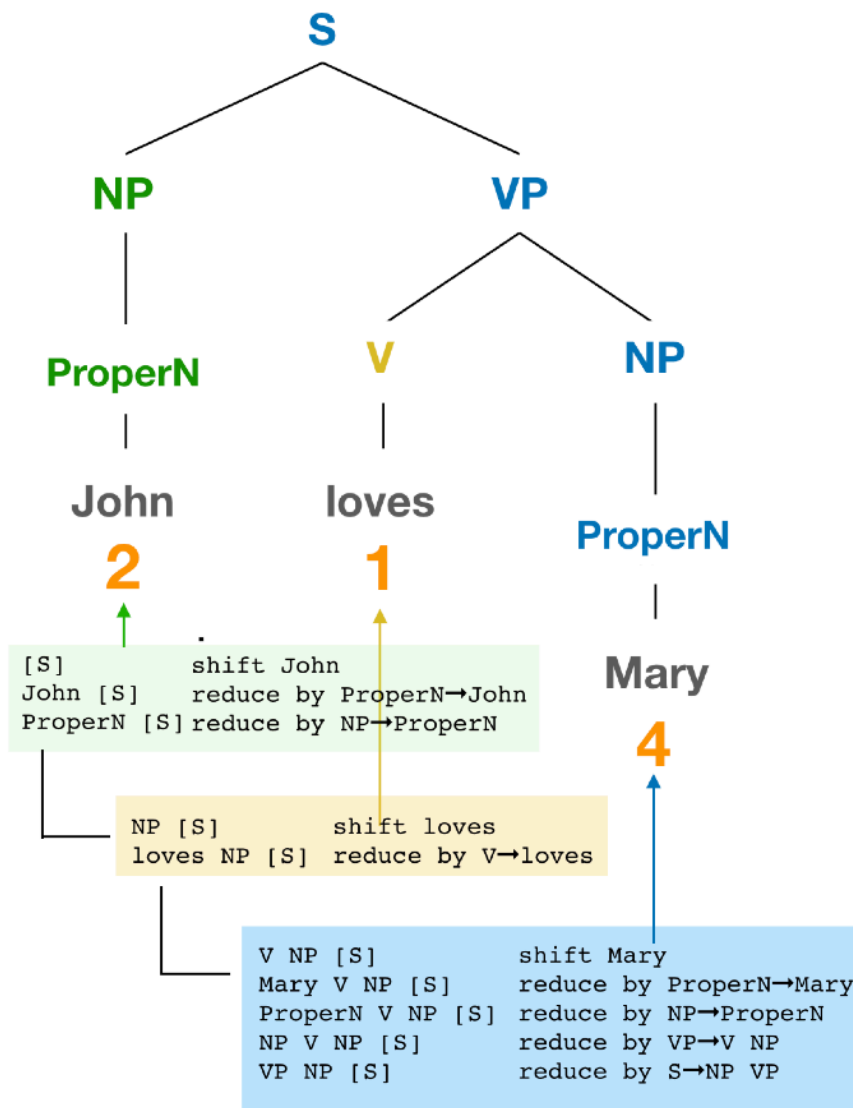 S
NP VP
ProperN V NP
John loves ProperN
2 1
Mary
4
[S] shift John
John [S] reduce by ProperN→John
ProperN [S] reduce by NP→ProperN
NP [S] shift loves
loves NP [S] reduce by V→loves
V NP [S] shift Mary
Mary V NP [S] reduce by ProperN→Mary
ProperN V NP [S] reduce by NP→ProperN
NP V NP [S] reduce by VP→V NP
VP NP [S] reduce by S→NP VP